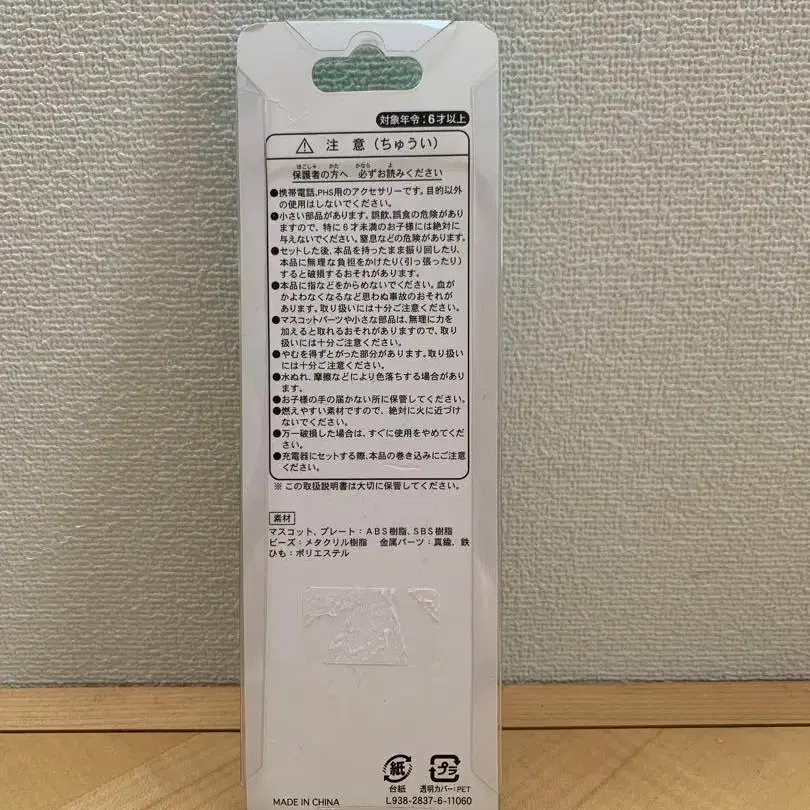 対象年令：6才以上
注意（ちゅうい）
はごしゃ かた かなら よ
保護者の方へ 必ずお読みください
●携帯電話、PHS用のアクセサリーです。目的以外
の使用はしないでください。
●小さい部品があります。誤飲、誤食の危険があり
ますので、特に6才未満のお子様には絶対に
与えないでください。窒息などの危険があります。
●セットした後、本品を持ったまま振り回したり、
本品に無理な負担をかけたり（引っ張ったり）
すると破損するおそれがあります。
●本品に指などをからめないでください。血が
かよわなくなるなど思わぬ事故のおそれが
あります。取り扱いには十分ご注意ください。
●マスコットパーツや小さな部品は、無理に力を
加えると取れるおそれがありますので、取り
扱いには十分ご注意ください。
●やむを得ずとがった部分があります。取り扱い
には十分ご注意ください。
●水ぬれ、摩擦などにより色落ちする場合があり
ます。
●お子様の手の届かない所に保管してください。
●燃えやすい素材ですので、絶対に火に近づけ
ないでください。
●万一破損した場合は、すぐに使用をやめてくだ
さい。
●充電器にセットする際、本品の巻き込みにご注意
ください。
※この取扱説明書は大切に保管してください。
素材
マスコット、プレート：ABS樹脂、SBS樹脂
ビーズ：メタクリル樹脂 金属パーツ：真鍮、鉄
ひも：ポリエステル
紙 プラ
台紙 透明カバー：PET
MADE IN CHINA L938-2837-6-11060